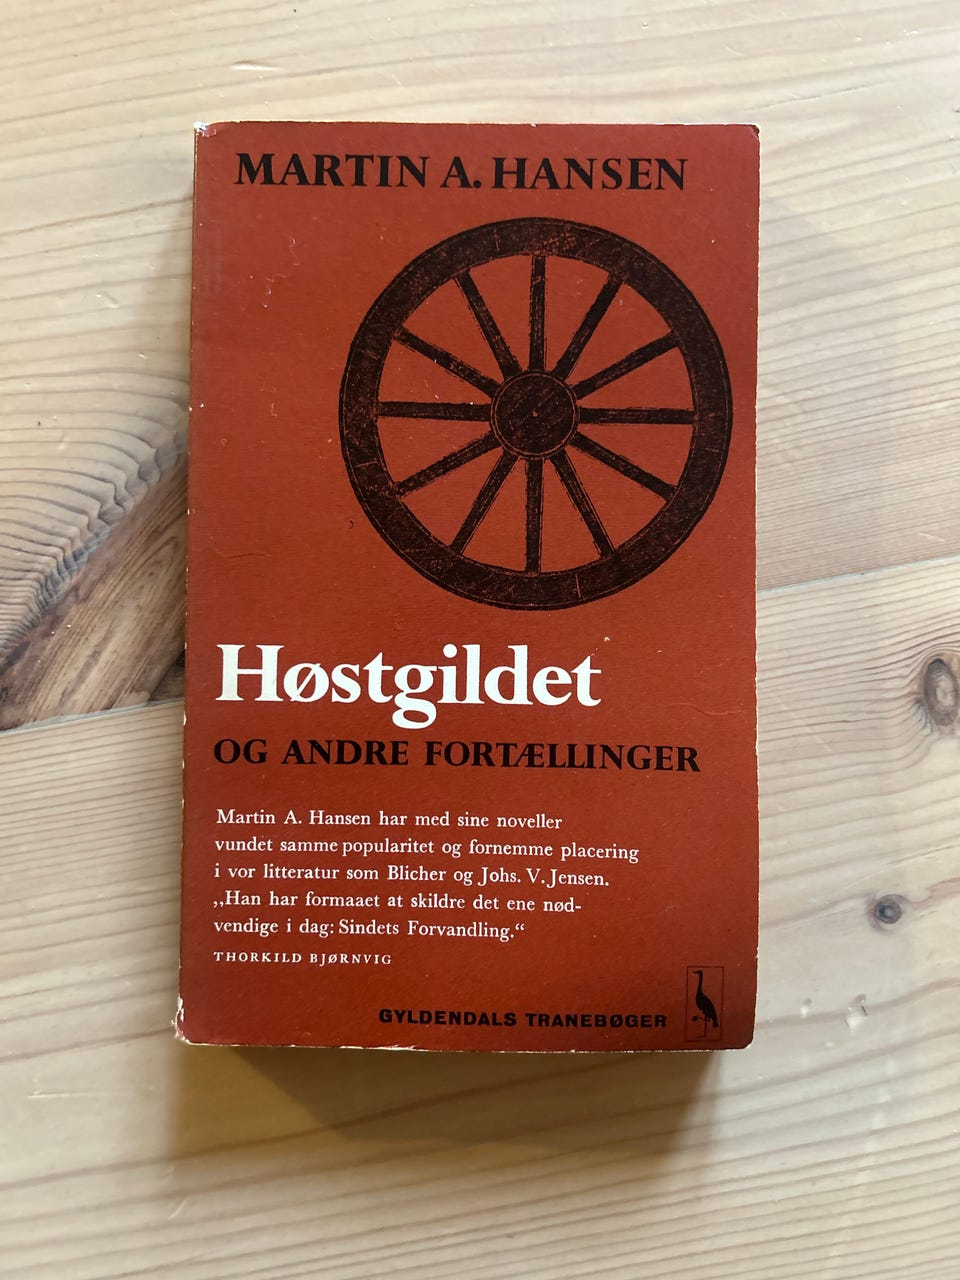 MARTIN A. HANSEN
Høstgildet
OG ANDRE FORTÆLLINGER
Martin A. Hansen har med sine noveller
vundet samme popularitet og fornemme placering
i vor litteratur som Blicher og Johs. V. Jensen.
„Han har formaaet at skildre det ene nød-
vendige i dag: Sindets Forvandling.“
THORKILD BJØRNVIG
GYLDENDALS TRANEBØGER